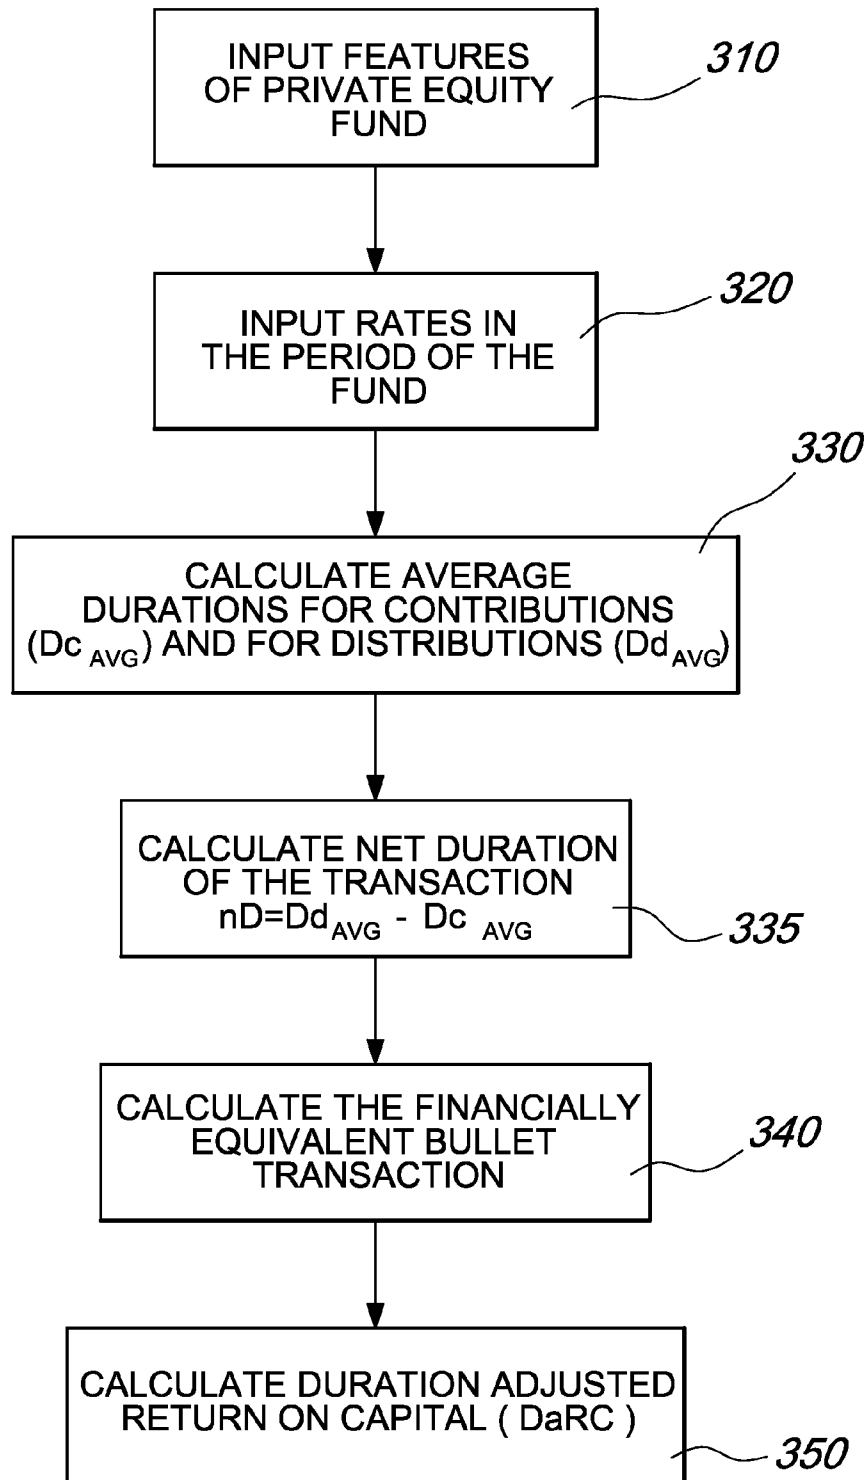 INPUT FEATURES
OF PRIVATE EQUITY
FUND
310
INPUT RATES IN
THE PERIOD OF THE
FUND
320
330
CALCULATE AVERAGE
DURATIONS FOR CONTRIBUTIONS
(Dc AVG) AND FOR DISTRIBUTIONS (Dd AVG)
CALCULATE NET DURATION
OF THE TRANSACTION
nD=Dd AVG - Dc AVG
335
CALCULATE THE FINANCIALLY
EQUIVALENT BULLET
TRANSACTION
340
CALCULATE DURATION ADJUSTED
RETURN ON CAPITAL ( DaRC )
350